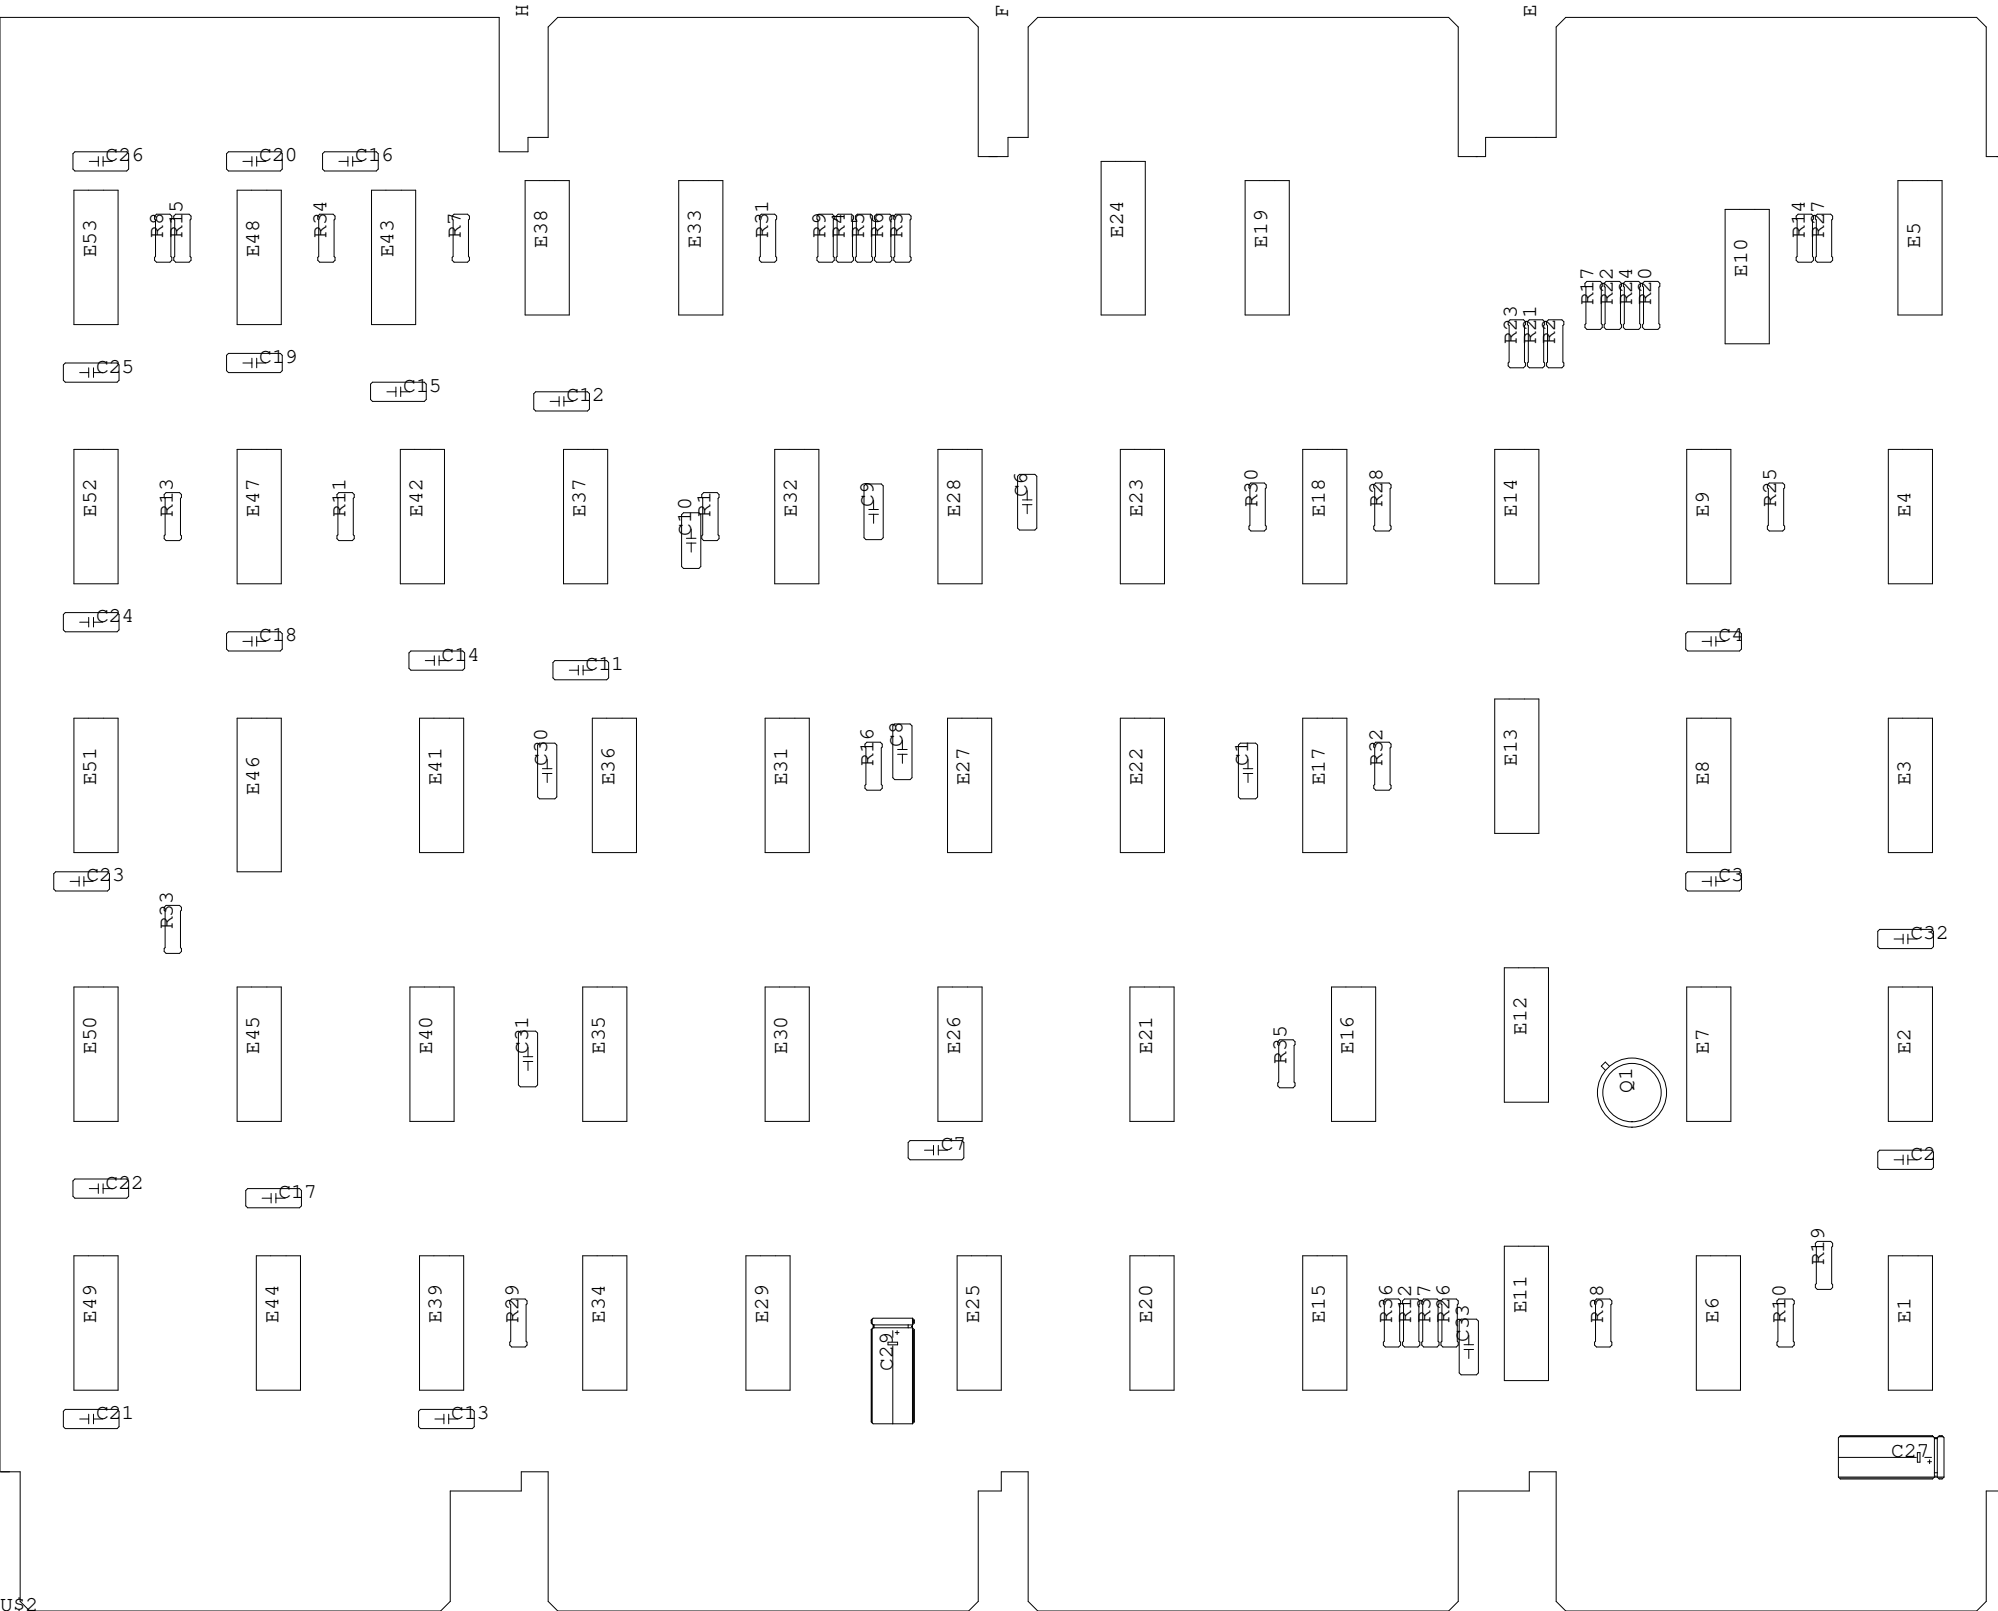 H F E
C26 C20 C16
E53 R8 R15 E48 R34 E43 R7 E38 E33 R31 R9 R4 R5 R6 R3 E24 E19 E10 R14 R27 E5
R17 R22 R24 R20
R23 R21 R2
C25 C19 C15 C12
E52 R13 E47 R11 E42 E37 C10 R1 E32 C9 E28 C6 E23 R30 E18 R28 E14 E9 R25 E4
C24 C18 C14 C11 C4
E51 E46 E41 C30 E36 E31 R16 C8 E27 E22 C1 E17 R32 E13 E8 E3
C23 C3
R33 C32
E50 E45 E40 C31 E35 E30 E26 E21 R35 E16 E12 Q1 E7 E2
C7 C2
C22 C17
R19
E49 E44 E39 R29 E34 E29 C29 E25 E20 E15 R36 R12 R37 R26 C33 E11 R38 E6 R10 E1
C21 C13
C27
US2